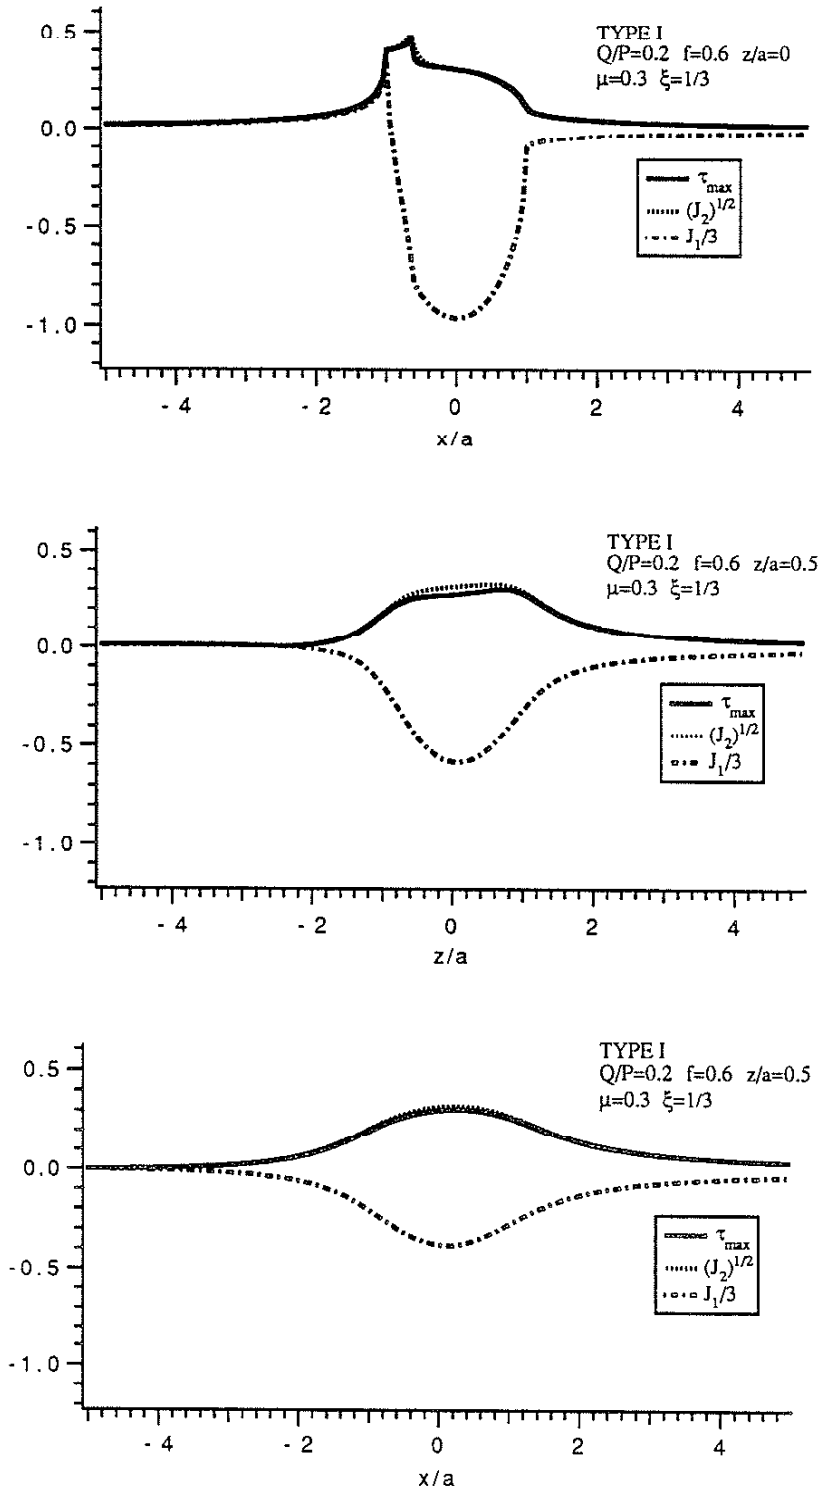 TYPE I
Q/P=0.2 f=0.6 z/a=0
μ=0.3 ξ=1/3
0.5
0.0
-0.5
-1.0
τmax
(J2)1/2
J1/3
-4 -2 0 2 4
x/a
TYPE I
Q/P=0.2 f=0.6 z/a=0.5
μ=0.3 ξ=1/3
0.5
0.0
-0.5
-1.0
τmax
(J2)1/2
J1/3
-4 -2 0 2 4
z/a
TYPE I
Q/P=0.2 f=0.6 z/a=0.5
μ=0.3 ξ=1/3
0.5
0.0
-0.5
-1.0
τmax
(J2)1/2
J1/3
-4 -2 0 2 4
x/a